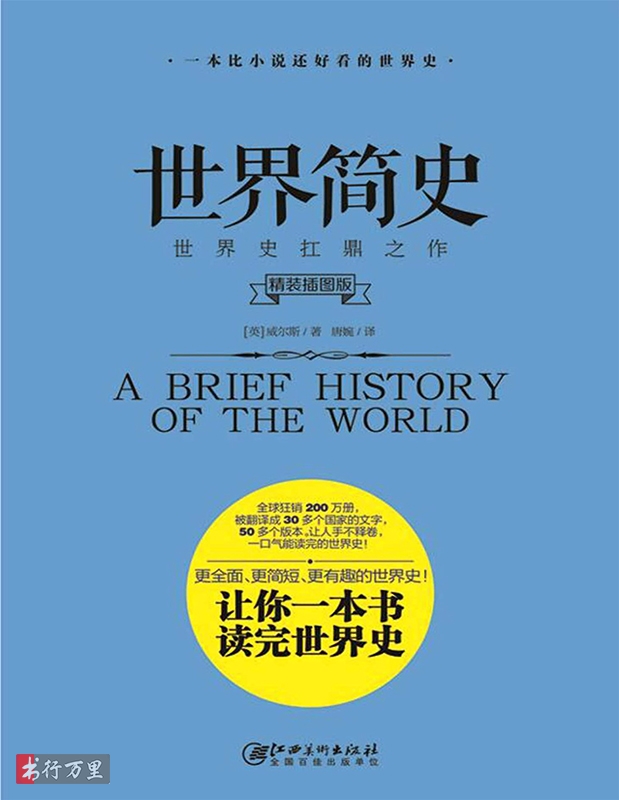 ·一本比小说还好看的世界史·
世界简史
世界史扛鼎之作
精装插图版
[英]威尔斯/著 唐婉/译
A BRIEF HISTORY
OF THE WORLD
全球狂销 200 万册，
被翻译成 30 多个国家的文字，
50 多个版本。让人手不释卷，
一口气能读完的世界史！
更全面、更简短、更有趣的世界史！
让你一本书
读完世界史
江西美术出版社
全国百佳出版单位
书行万里